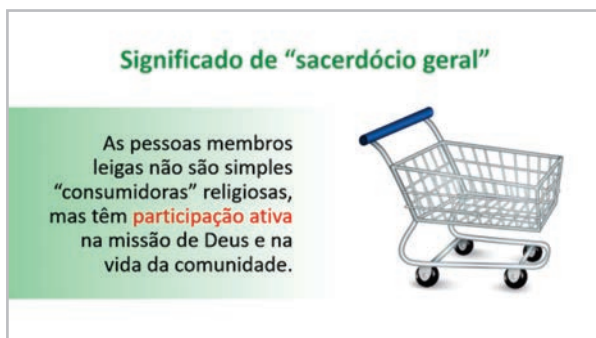 Significado de “sacerdócio geral”
As pessoas membros
leigas não são simples
“consumidoras” religiosas,
mas têm participação ativa
na missão de Deus e na
vida da comunidade.